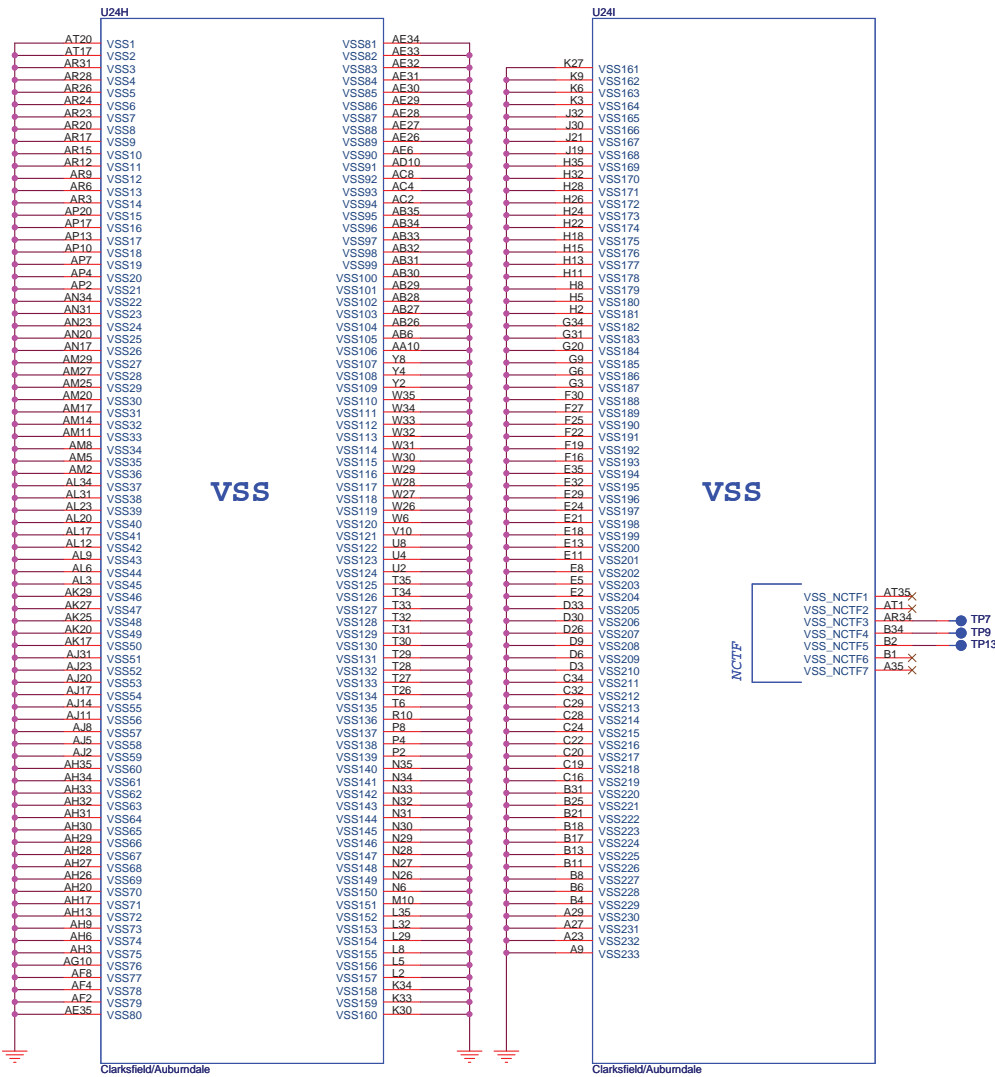 U24H
AT20 VSS1
AT17 VSS2
AR31 VSS3
AR28 VSS4
AR26 VSS5
AR24 VSS6
AR23 VSS7
AR20 VSS8
AR17 VSS9
AR15 VSS10
AR12 VSS11
AR9 VSS12
AR6 VSS13
AR3 VSS14
AP20 VSS15
AP17 VSS16
AP13 VSS17
AP10 VSS18
AP7 VSS19
AP4 VSS20
AP2 VSS21
AN34 VSS22
AN31 VSS23
AN23 VSS24
AN20 VSS25
AN17 VSS26
AM29 VSS27
AM27 VSS28
AM25 VSS29
AM20 VSS30
AM17 VSS31
AM14 VSS32
AM11 VSS33
AM8 VSS34
AM5 VSS35
AM2 VSS36
AL34 VSS37
AL31 VSS38
AL23 VSS39
AL20 VSS40
AL17 VSS41
AL12 VSS42
AL9 VSS43
AL6 VSS44
AL3 VSS45
AK29 VSS46
AK27 VSS47
AK25 VSS48
AK20 VSS49
AK17 VSS50
AJ31 VSS51
AJ23 VSS52
AJ20 VSS53
AJ17 VSS54
AJ14 VSS55
AJ11 VSS56
AJ8 VSS57
AJ5 VSS58
AJ2 VSS59
AH35 VSS60
AH34 VSS61
AH33 VSS62
AH32 VSS63
AH31 VSS64
AH30 VSS65
AH29 VSS66
AH28 VSS67
AH27 VSS68
AH26 VSS69
AH20 VSS70
AH17 VSS71
AH13 VSS72
AH9 VSS73
AH6 VSS74
AH3 VSS75
AG10 VSS76
AF8 VSS77
AF4 VSS78
AF2 VSS79
AE35 VSS80
VSS
VSS81 AE34
VSS82 AE33
VSS83 AE32
VSS84 AE31
VSS85 AE30
VSS86 AE29
VSS87 AE28
VSS88 AE27
VSS89 AE26
VSS90 AE6
VSS91 AD10
VSS92 AC8
VSS93 AC4
VSS94 AC2
VSS95 AB35
VSS96 AB34
VSS97 AB33
VSS98 AB32
VSS99 AB31
VSS100 AB30
VSS101 AB29
VSS102 AB28
VSS103 AB27
VSS104 AB26
VSS105 AB6
VSS106 AA10
VSS107 Y8
VSS108 Y4
VSS109 Y2
VSS110 W35
VSS111 W34
VSS112 W33
VSS113 W32
VSS114 W31
VSS115 W30
VSS116 W29
VSS117 W28
VSS118 W27
VSS119 W26
VSS120 W6
VSS121 V10
VSS122 U8
VSS123 U4
VSS124 U2
VSS125 T35
VSS126 T34
VSS127 T33
VSS128 T32
VSS129 T31
VSS130 T30
VSS131 T29
VSS132 T28
VSS133 T27
VSS134 T26
VSS135 T6
VSS136 R10
VSS137 P8
VSS138 P4
VSS139 P2
VSS140 N35
VSS141 N34
VSS142 N33
VSS143 N32
VSS144 N31
VSS145 N30
VSS146 N29
VSS147 N28
VSS148 N27
VSS149 N26
VSS150 N6
VSS151 M10
VSS152 L35
VSS153 L32
VSS154 L29
VSS155 L8
VSS156 L5
VSS157 L2
VSS158 K34
VSS159 K33
VSS160 K30
Clarksfield/Auburndale
U24I
K27 VSS161
K9 VSS162
K6 VSS163
K3 VSS164
J32 VSS165
J30 VSS166
J21 VSS167
J19 VSS168
H35 VSS169
H32 VSS170
H28 VSS171
H26 VSS172
H24 VSS173
H22 VSS174
H18 VSS175
H15 VSS176
H13 VSS177
H11 VSS178
H8 VSS179
H5 VSS180
H2 VSS181
G34 VSS182
G31 VSS183
G20 VSS184
G9 VSS185
G6 VSS186
G3 VSS187
F30 VSS188
F27 VSS189
F25 VSS190
F22 VSS191
F19 VSS192
F16 VSS193
E35 VSS194
E32 VSS195
E29 VSS196
E24 VSS197
E21 VSS198
E18 VSS199
E13 VSS200
E11 VSS201
E8 VSS202
E5 VSS203
E2 VSS204
D33 VSS205
D30 VSS206
D26 VSS207
D9 VSS208
D6 VSS209
D3 VSS210
C34 VSS211
C32 VSS212
C29 VSS213
C28 VSS214
C24 VSS215
C22 VSS216
C20 VSS217
C19 VSS218
C16 VSS219
B31 VSS220
B25 VSS221
B21 VSS222
B18 VSS223
B17 VSS224
B13 VSS225
B11 VSS226
B8 VSS227
B6 VSS228
B4 VSS229
A29 VSS230
A27 VSS231
A23 VSS232
A9 VSS233
VSS
NCTF
VSS_NCTF1 AT35
VSS_NCTF2 AT1
VSS_NCTF3 AR34 TP7
VSS_NCTF4 B34 TP9
VSS_NCTF5 B2 TP13
VSS_NCTF6 B1
VSS_NCTF7 A35
Clarksfield/Auburndale